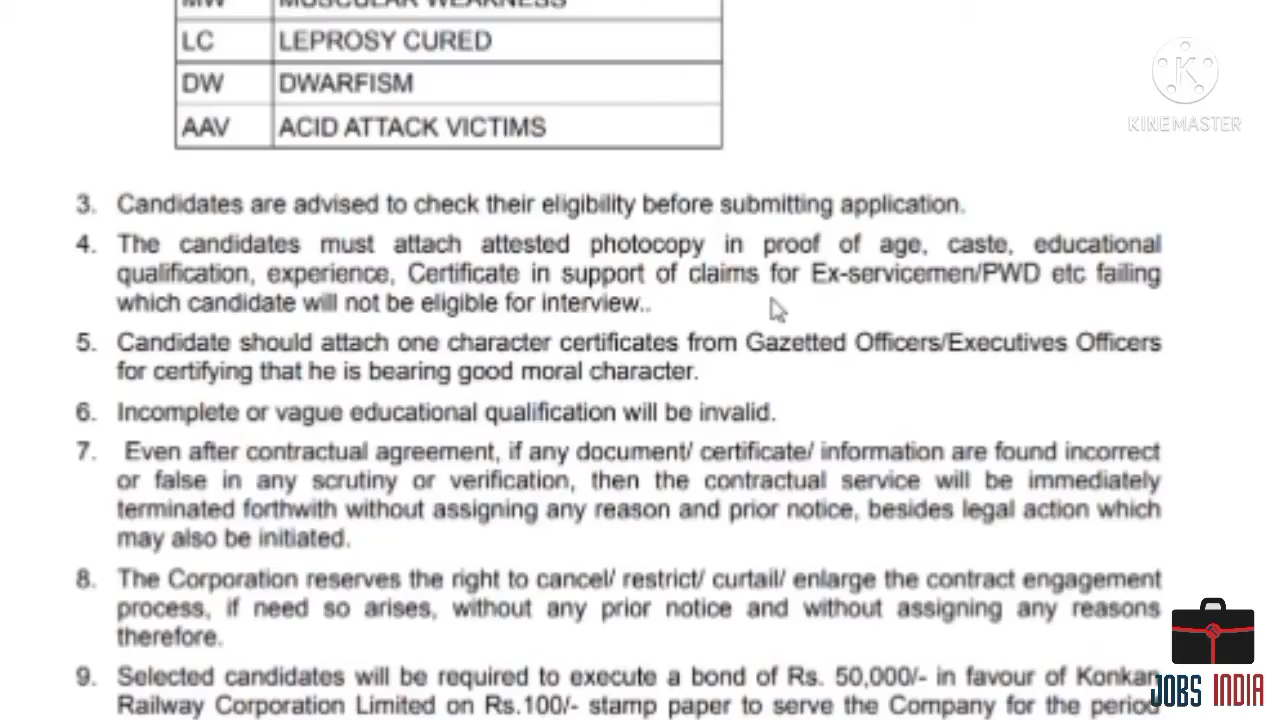 MW MUSCULAR WEAKNESS
LC LEPROSY CURED
DW DWARFISM
AAV ACID ATTACK VICTIMS
K
KINEMASTER
3. Candidates are advised to check their eligibility before submitting application.
4. The candidates must attach attested photocopy in proof of age, caste, educational
qualification, experience, Certificate in support of claims for Ex-servicemen/PWD etc failing
which candidate will not be eligible for interview..
5. Candidate should attach one character certificates from Gazetted Officers/Executives Officers
for certifying that he is bearing good moral character.
6. Incomplete or vague educational qualification will be invalid.
7. Even after contractual agreement, if any document/ certificate/ information are found incorrect
or false in any scrutiny or verification, then the contractual service will be immediately
terminated forthwith without assigning any reason and prior notice, besides legal action which
may also be initiated.
8. The Corporation reserves the right to cancel/ restrict/ curtail/ enlarge the contract engagement
process, if need so arises, without any prior notice and without assigning any reasons
therefore.
9. Selected candidates will be required to execute a bond of Rs. 50,000/- in favour of Konkan
Railway Corporation Limited on Rs.100/- stamp paper to serve the Company for the period
JOBS INDIA